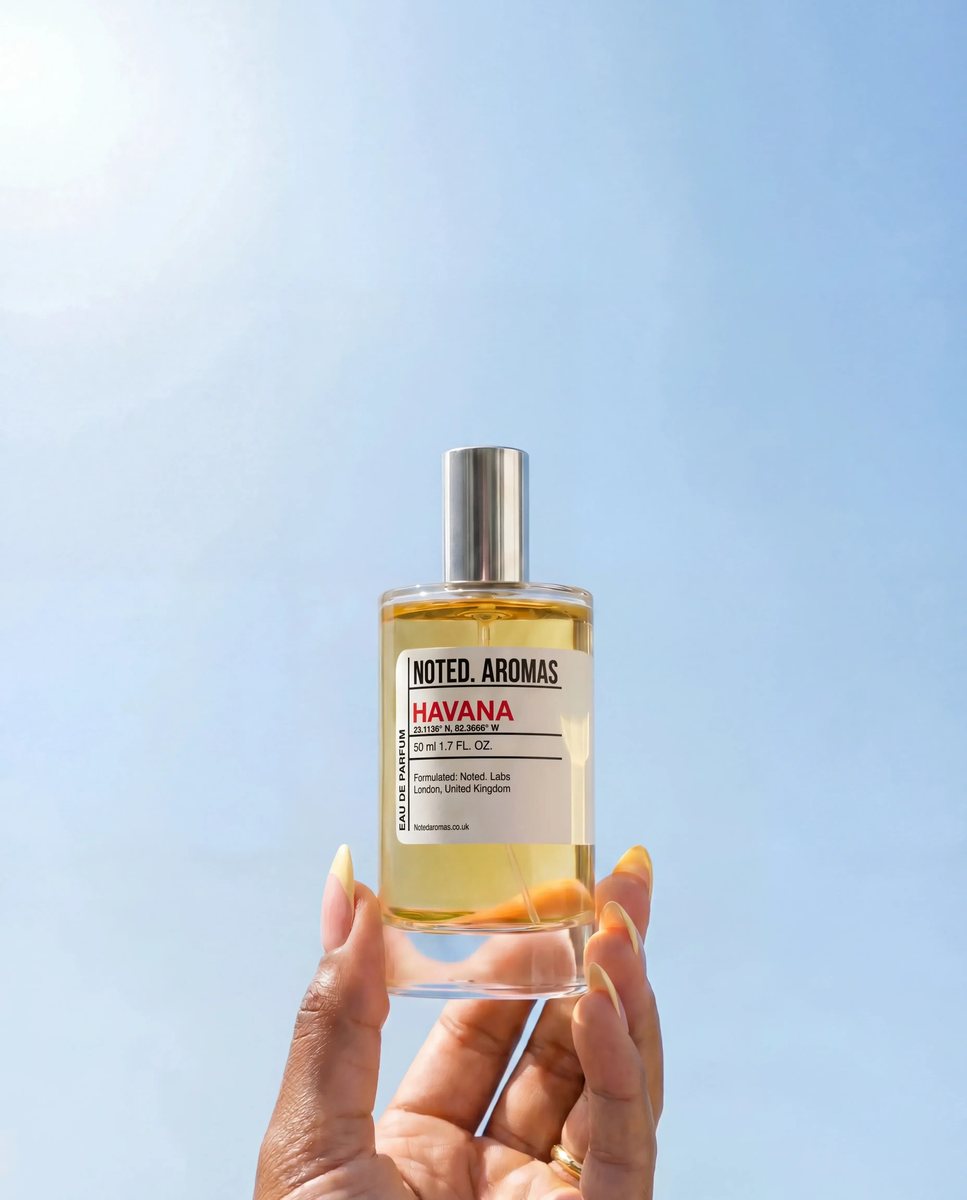 NOTED. AROMAS
HAVANA
23.1136° N, 82.3666° W
50 ml 1.7 FL. OZ.
Formulated: Noted. Labs
London, United Kingdom
Notedaromas.co.uk
EAU DE PARFUM